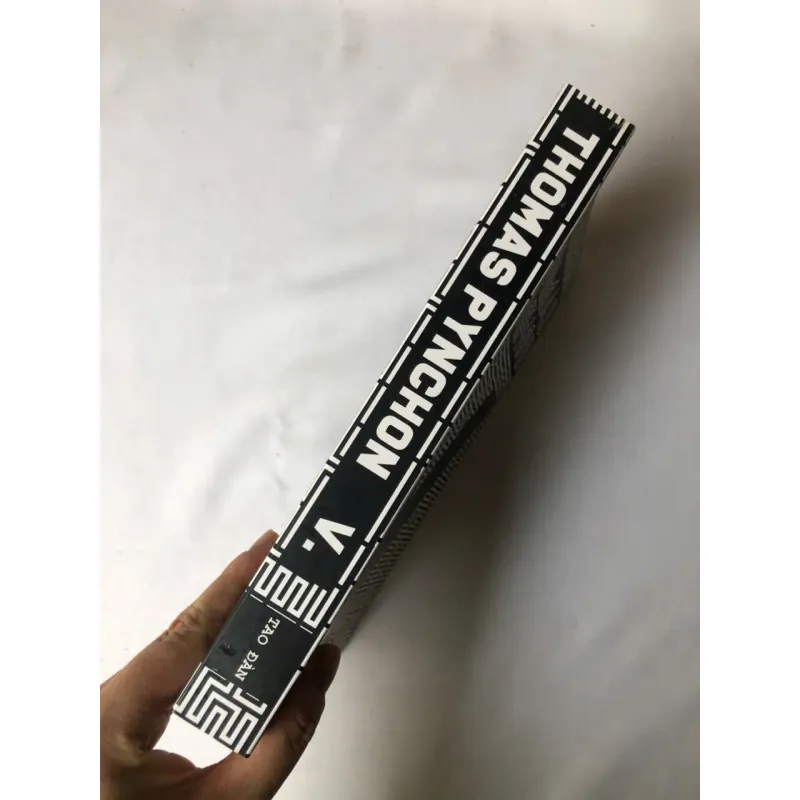 THOMAS PYNCHON
V.
TAO ĐÀN